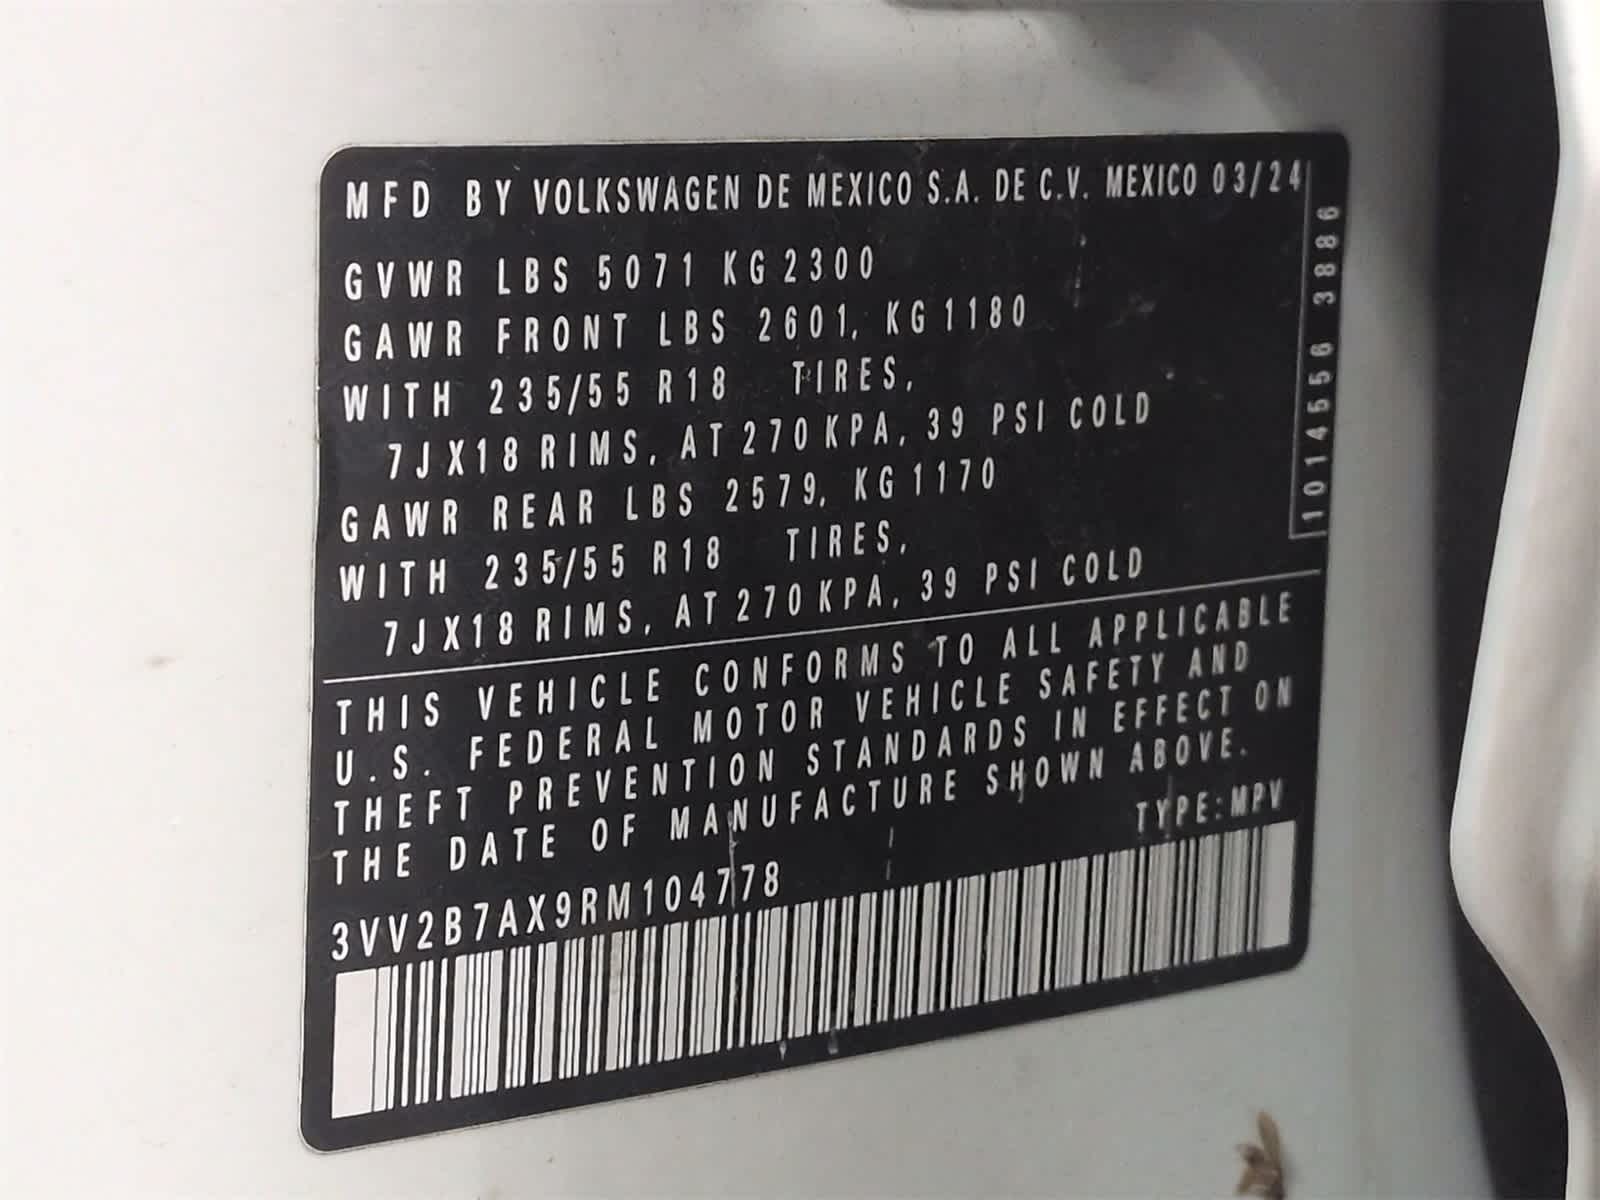 MFD BY VOLKSWAGEN DE MEXICO S.A. DE C.V. MEXICO 03/24
GVWR LBS 5071 KG 2300
GAWR FRONT LBS 2601, KG 1180
WITH 235/55 R18 TIRES,
7JX18 RIMS, AT 270 KPA, 39 PSI COLD
GAWR REAR LBS 2579, KG 1170
WITH 235/55 R18 TIRES,
7JX18 RIMS, AT 270 KPA, 39 PSI COLD
THIS VEHICLE CONFORMS TO ALL APPLICABLE
U.S. FEDERAL MOTOR VEHICLE SAFETY AND
THEFT PREVENTION STANDARDS IN EFFECT ON
THE DATE OF MANUFACTURE SHOWN ABOVE.
TYPE:MPV
3VV2B7AX9RM104778
1014556 3886